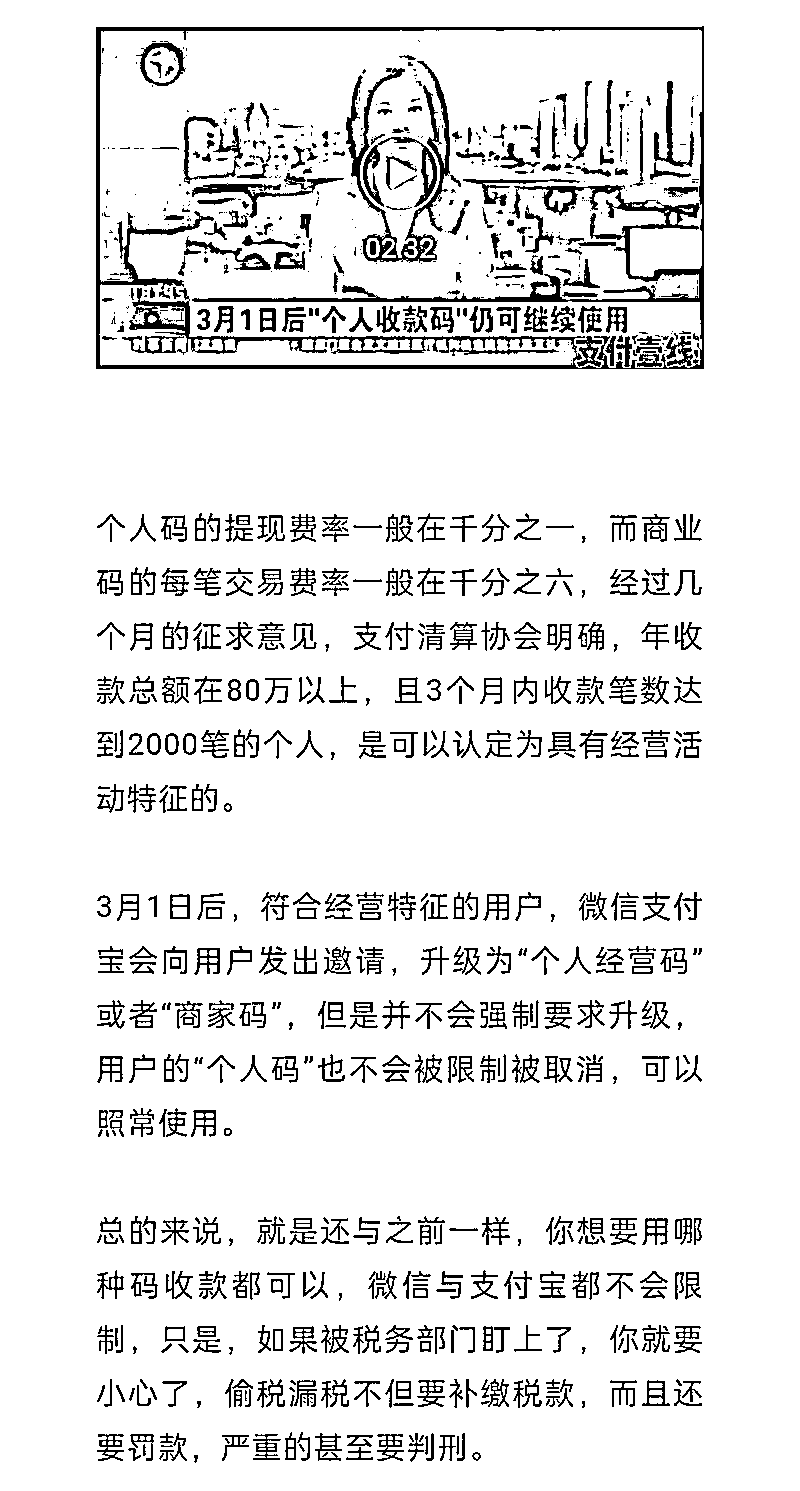 02:32
3月1日后"个人收款码"仍可继续使用
支付壹线
个人码的提现费率一般在千分之一，而商业
码的每笔交易费率一般在千分之六，经过几
个月的征求意见，支付清算协会明确，年收
款总额在80万以上，且3个月内收款笔数达
到2000笔的个人，是可以认定为具有经营活
动特征的。
3月1日后，符合经营特征的用户，微信支付
宝会向用户发出邀请，升级为“个人经营码”
或者“商家码”，但是并不会强制要求升级，
用户的“个人码”也不会被限制被取消，可以
照常使用。
总的来说，就是还与之前一样，你想要用哪
种码收款都可以，微信与支付宝都不会限
制，只是，如果被税务部门盯上了，你就要
小心了，偷税漏税不但要补缴税款，而且还
要罚款，严重的甚至要判刑。